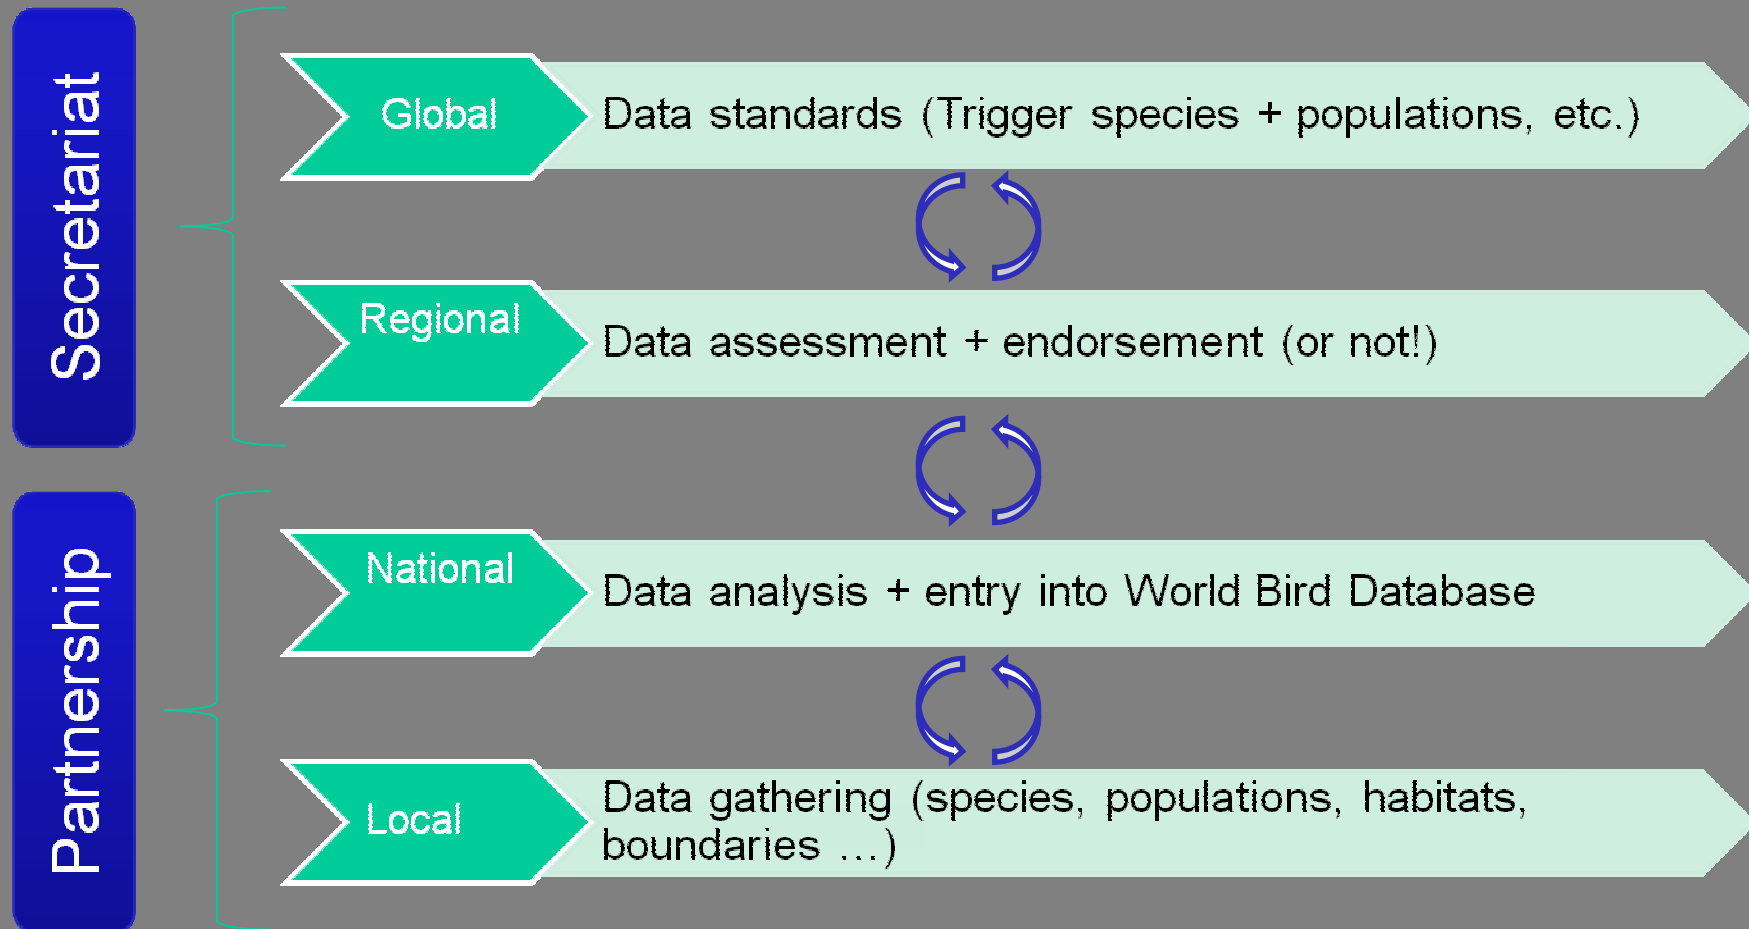 Secretariat
Global
Data standards (Trigger species + populations, etc.)
Regional
Data assessment + endorsement (or not!)
Partnership
National
Data analysis + entry into World Bird Database
Local
Data gathering (species, populations, habitats,
boundaries ...)